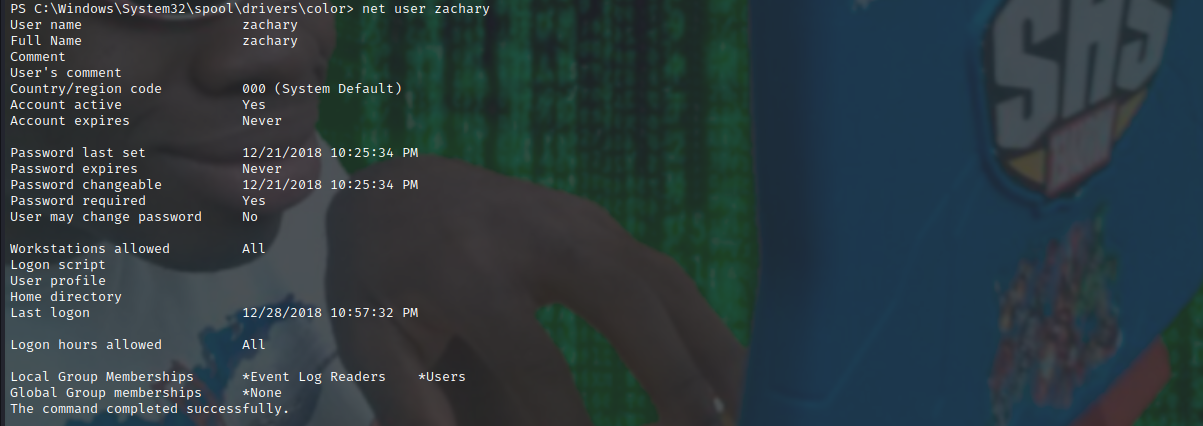 PS C:\Windows\System32\spool\drivers\color> net user zachary
User name                    zachary
Full Name                    zachary
Comment
User's comment
Country/region code          000 (System Default)
Account active               Yes
Account expires              Never
Password last set            12/21/2018 10:25:34 PM
Password expires             Never
Password changeable          12/21/2018 10:25:34 PM
Password required            Yes
User may change password     No
Workstations allowed         All
Logon script
User profile
Home directory
Last logon                   12/28/2018 10:57:32 PM
Logon hours allowed          All
Local Group Memberships      *Event Log Readers    *Users
Global Group memberships     *None
The command completed successfully.